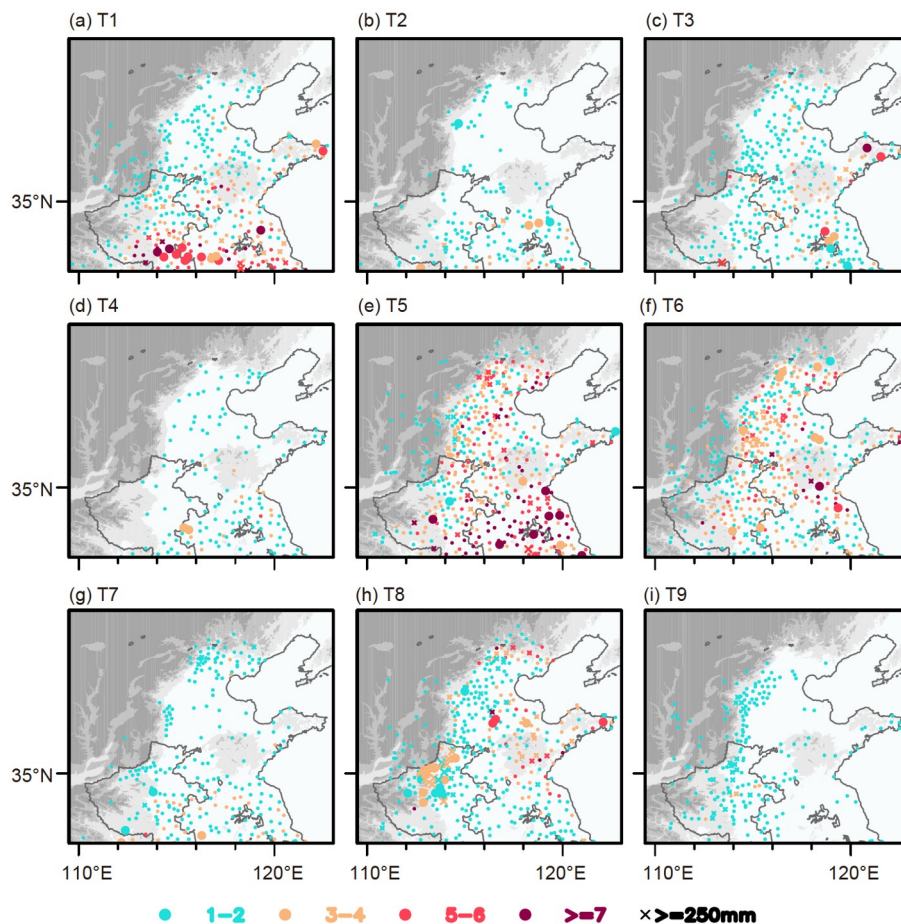 (a) T1 (b) T2 (c) T3
35°N
(d) T4 (e) T5 (f) T6
35°N
(g) T7 (h) T8 (i) T9
35°N
110°E 120°E 110°E 120°E 110°E 120°E
1-2 3-4 5-6 >=7 ×>=250mm